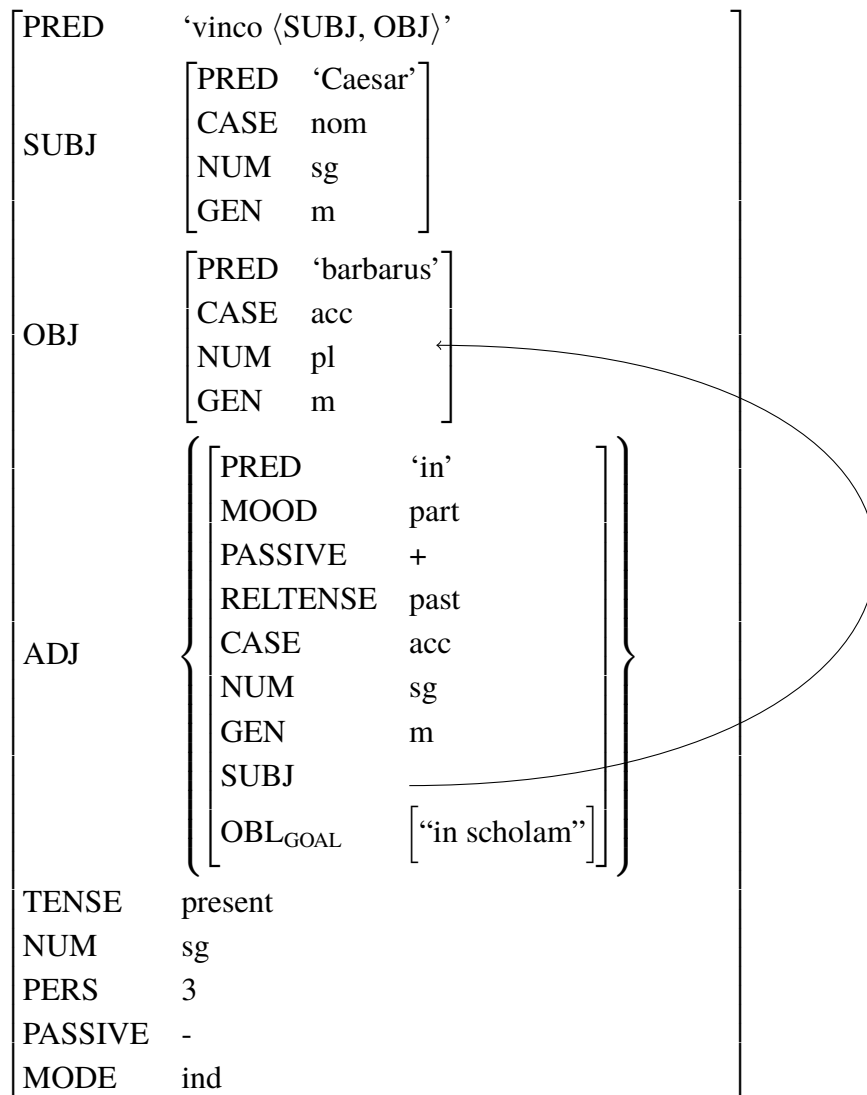 PRED ‘vinco ⟨SUBJ, OBJ⟩’
SUBJ
PRED ‘Caesar’
CASE nom
NUM sg
GEN m
OBJ
PRED ‘barbarus’
CASE acc
NUM pl
GEN m
ADJ
PRED ‘in’
MOOD part
PASSIVE +
RELTENSE past
CASE acc
NUM sg
GEN m
SUBJ
OBL_GOAL “in scholam”
TENSE present
NUM sg
PERS 3
PASSIVE -
MODE ind